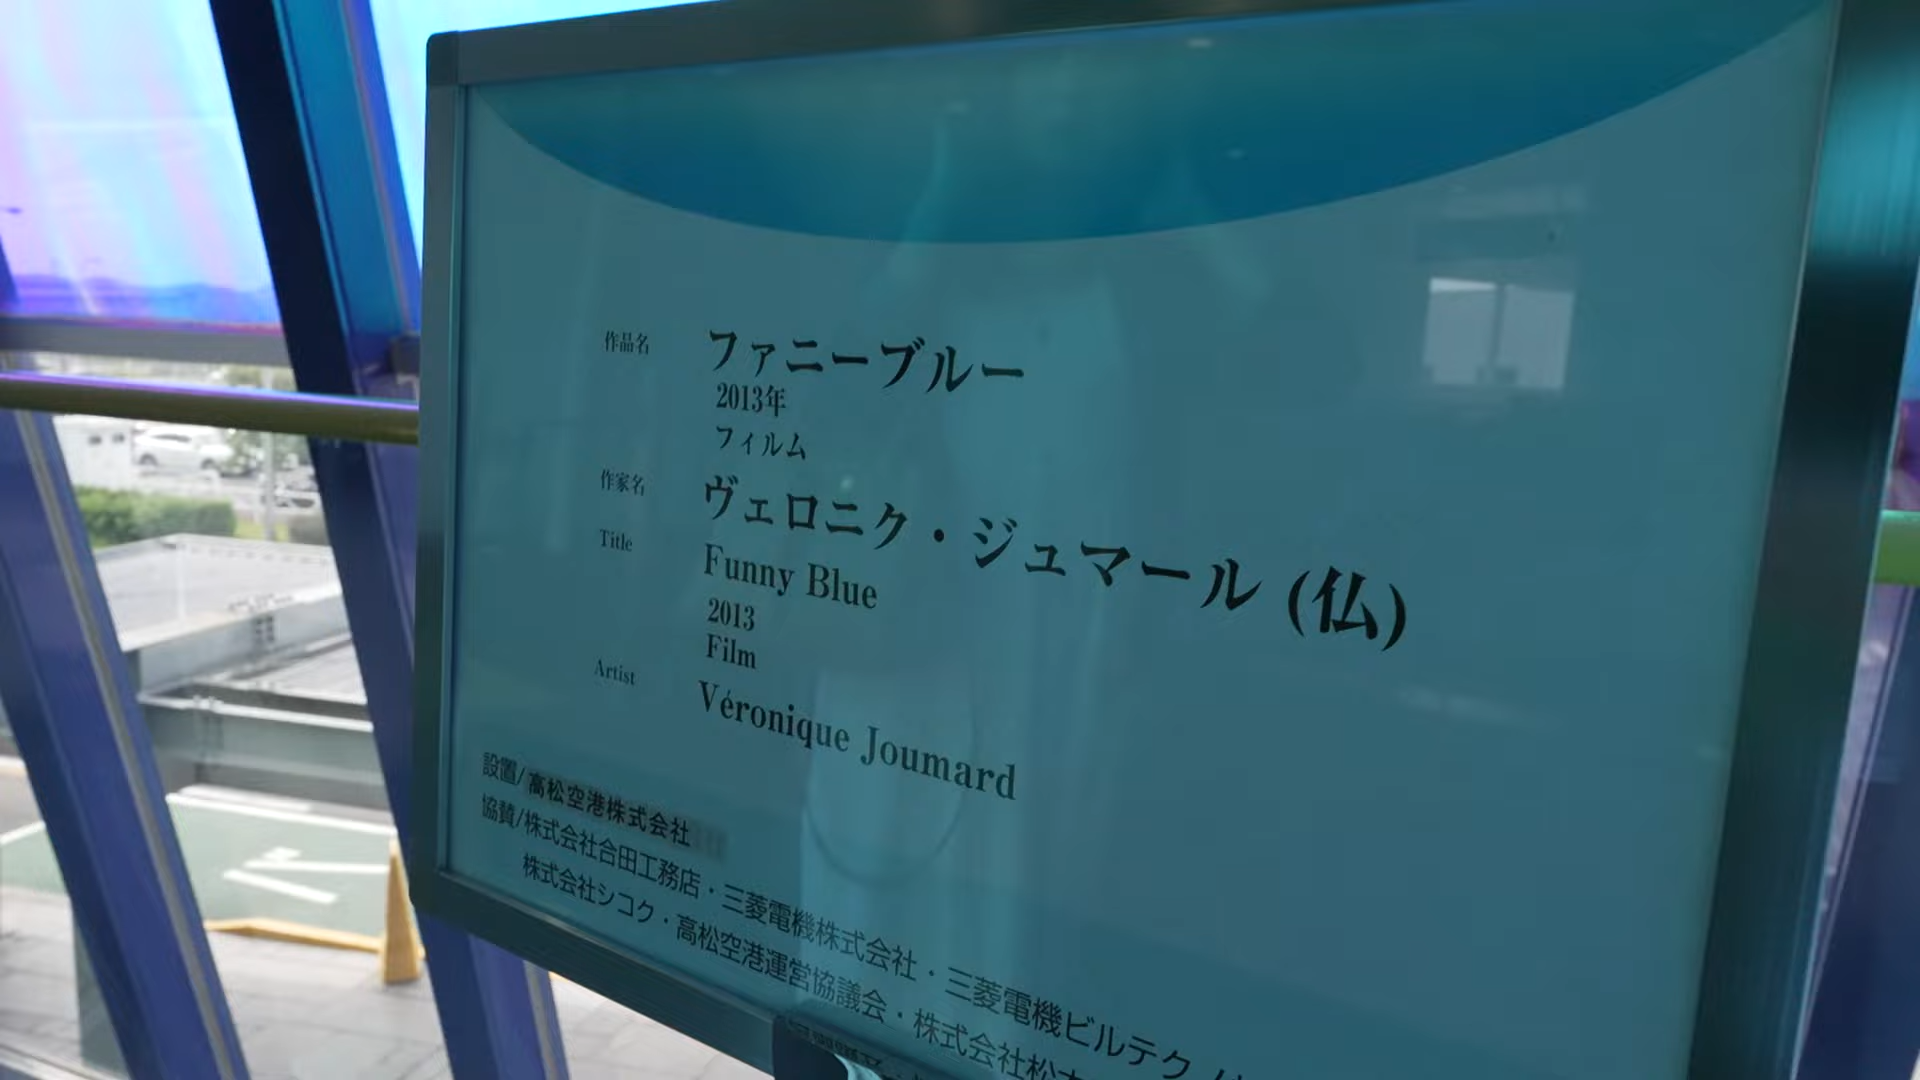 作品名 ファニーブルー
2013年
フィルム
作家名 ヴェロニク・ジュマール (仏)
Title Funny Blue
2013
Film
Artist Véronique Joumard
設置/高松空港株式会社
協賛/株式会社合田工務店・三菱電機株式会社・三菱電機ビルテク
株式会社シコク・高松空港運営協議会・株式会社松